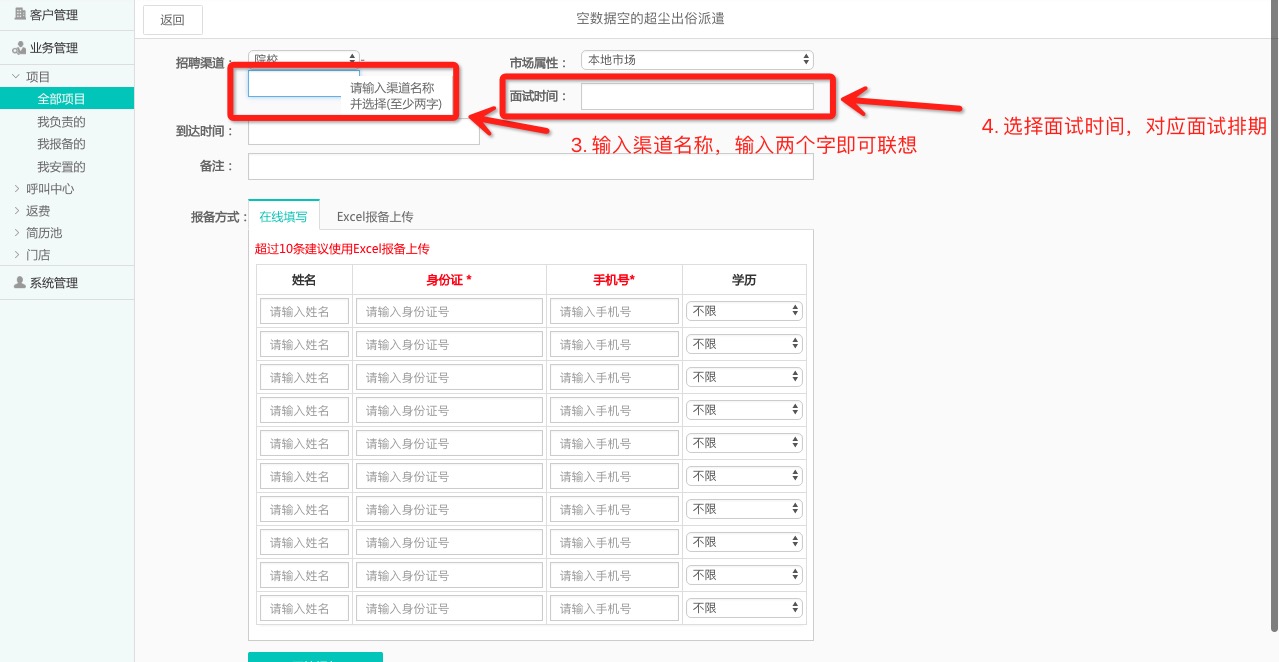 客户管理
业务管理
项目
全部项目
我负责的
我报备的
我安置的
呼叫中心
返费
简历池
门店
系统管理
返回
空数据空的超尘出俗派遣
招聘渠道： 院校 -
市场属性： 本地市场
请输入渠道名称
并选择(至少两字)
面试时间：
到达时间：
3. 输入渠道名称，输入两个字即可联想
4. 选择面试时间，对应面试排期
备注：
报备方式： 在线填写 Excel报备上传
超过10条建议使用Excel报备上传
姓名 身份证 * 手机号* 学历
请输入姓名 请输入身份证号 请输入手机号 不限
请输入姓名 请输入身份证号 请输入手机号 不限
请输入姓名 请输入身份证号 请输入手机号 不限
请输入姓名 请输入身份证号 请输入手机号 不限
请输入姓名 请输入身份证号 请输入手机号 不限
请输入姓名 请输入身份证号 请输入手机号 不限
请输入姓名 请输入身份证号 请输入手机号 不限
请输入姓名 请输入身份证号 请输入手机号 不限
请输入姓名 请输入身份证号 请输入手机号 不限
请输入姓名 请输入身份证号 请输入手机号 不限